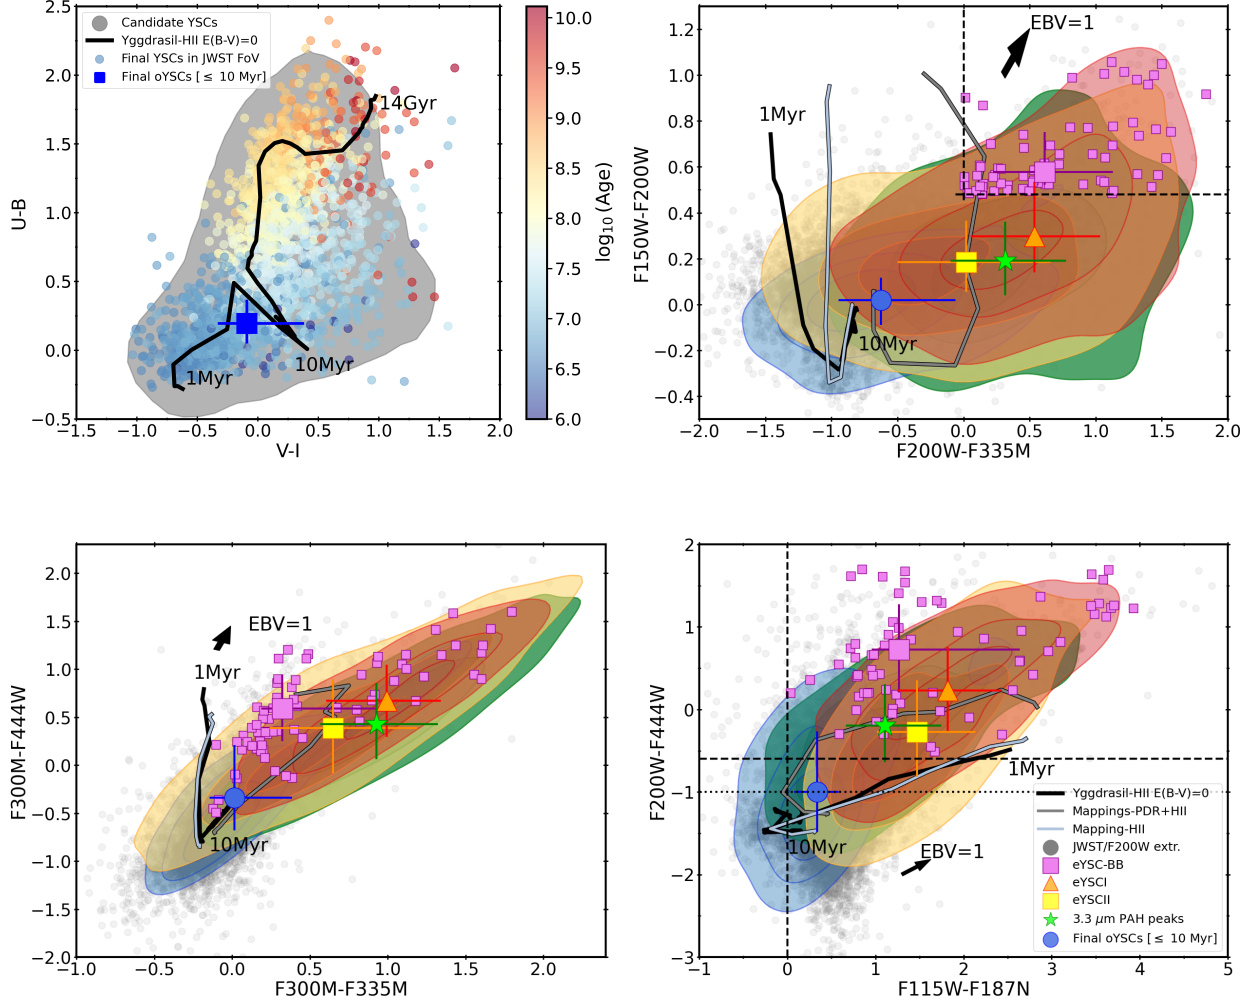 U-B
2.5
2.0
1.5
1.0
0.5
0.0
−0.5
Candidate YSCs
Yggdrasil-HII E(B-V)=0
Final YSCs in JWST FoV
Final oYSCs [≤ 10 Myr]
14Gyr
1Myr
10Myr
−1.5 −1.0 −0.5 0.0 0.5 1.0 1.5 2.0
V-I
10.0
9.5
9.0
8.5
8.0
7.5
7.0
6.5
6.0
log₁₀(Age)
F150W-F200W
1.2
1.0
0.8
0.6
0.4
0.2
0.0
−0.2
−0.4
EBV=1
1Myr
10Myr
−2.0 −1.5 −1.0 −0.5 0.0 0.5 1.0 1.5 2.0
F200W-F335M
F300M-F444W
2.0
1.5
1.0
0.5
0.0
−0.5
−1.0
−1.5
−2.0
EBV=1
1Myr
10Myr
−1.0 −0.5 0.0 0.5 1.0 1.5 2.0
F300M-F335M
F200W-F444W
2
1
0
−1
−2
−3
1Myr
10Myr
EBV=1
Yggdrasil-HII E(B-V)=0
Mappings-PDR+HII
Mapping-HII
JWST/F200W extr.
eYSC-BB
eYSCI
eYSCII
3.3 μm PAH peaks
Final oYSCs [≤ 10 Myr]
−1 0 1 2 3 4 5
F115W-F187N